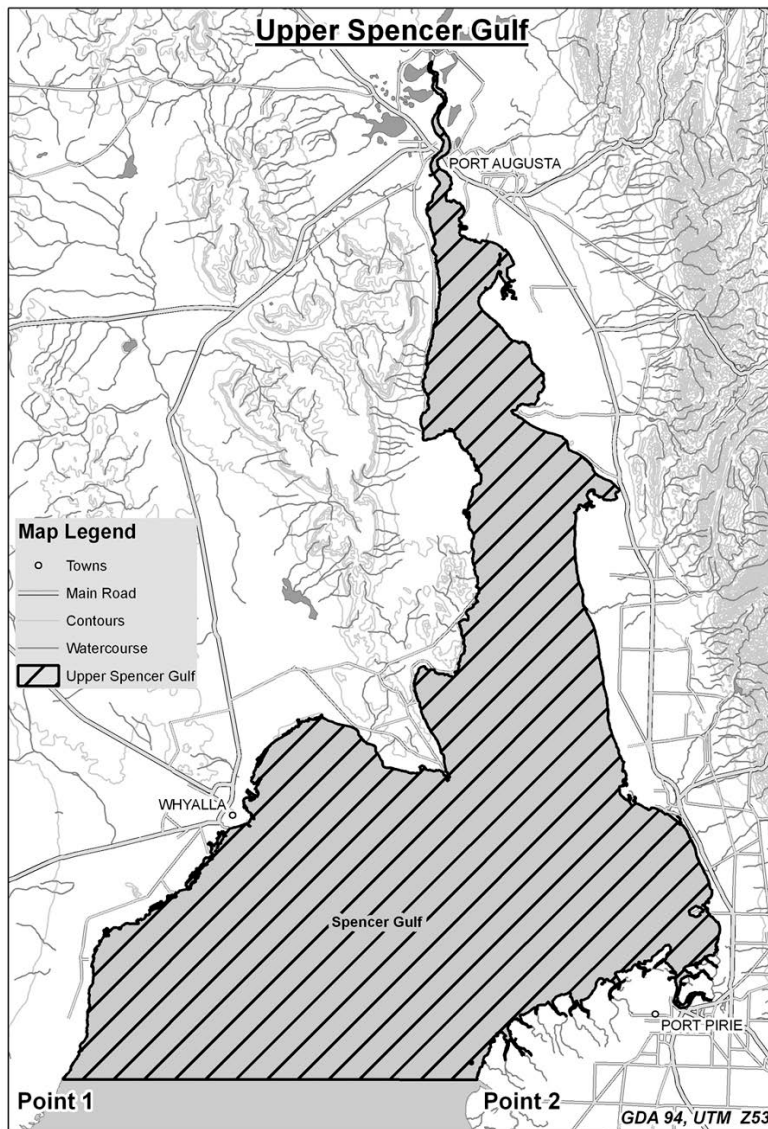 Upper Spencer Gulf
PORT AUGUSTA
Map Legend
Towns
Main Road
Contours
Watercourse
Upper Spencer Gulf
WHYALLA
Spencer Gulf
PORT PIRIE
Point 1
Point 2
GDA 94, UTM Z53